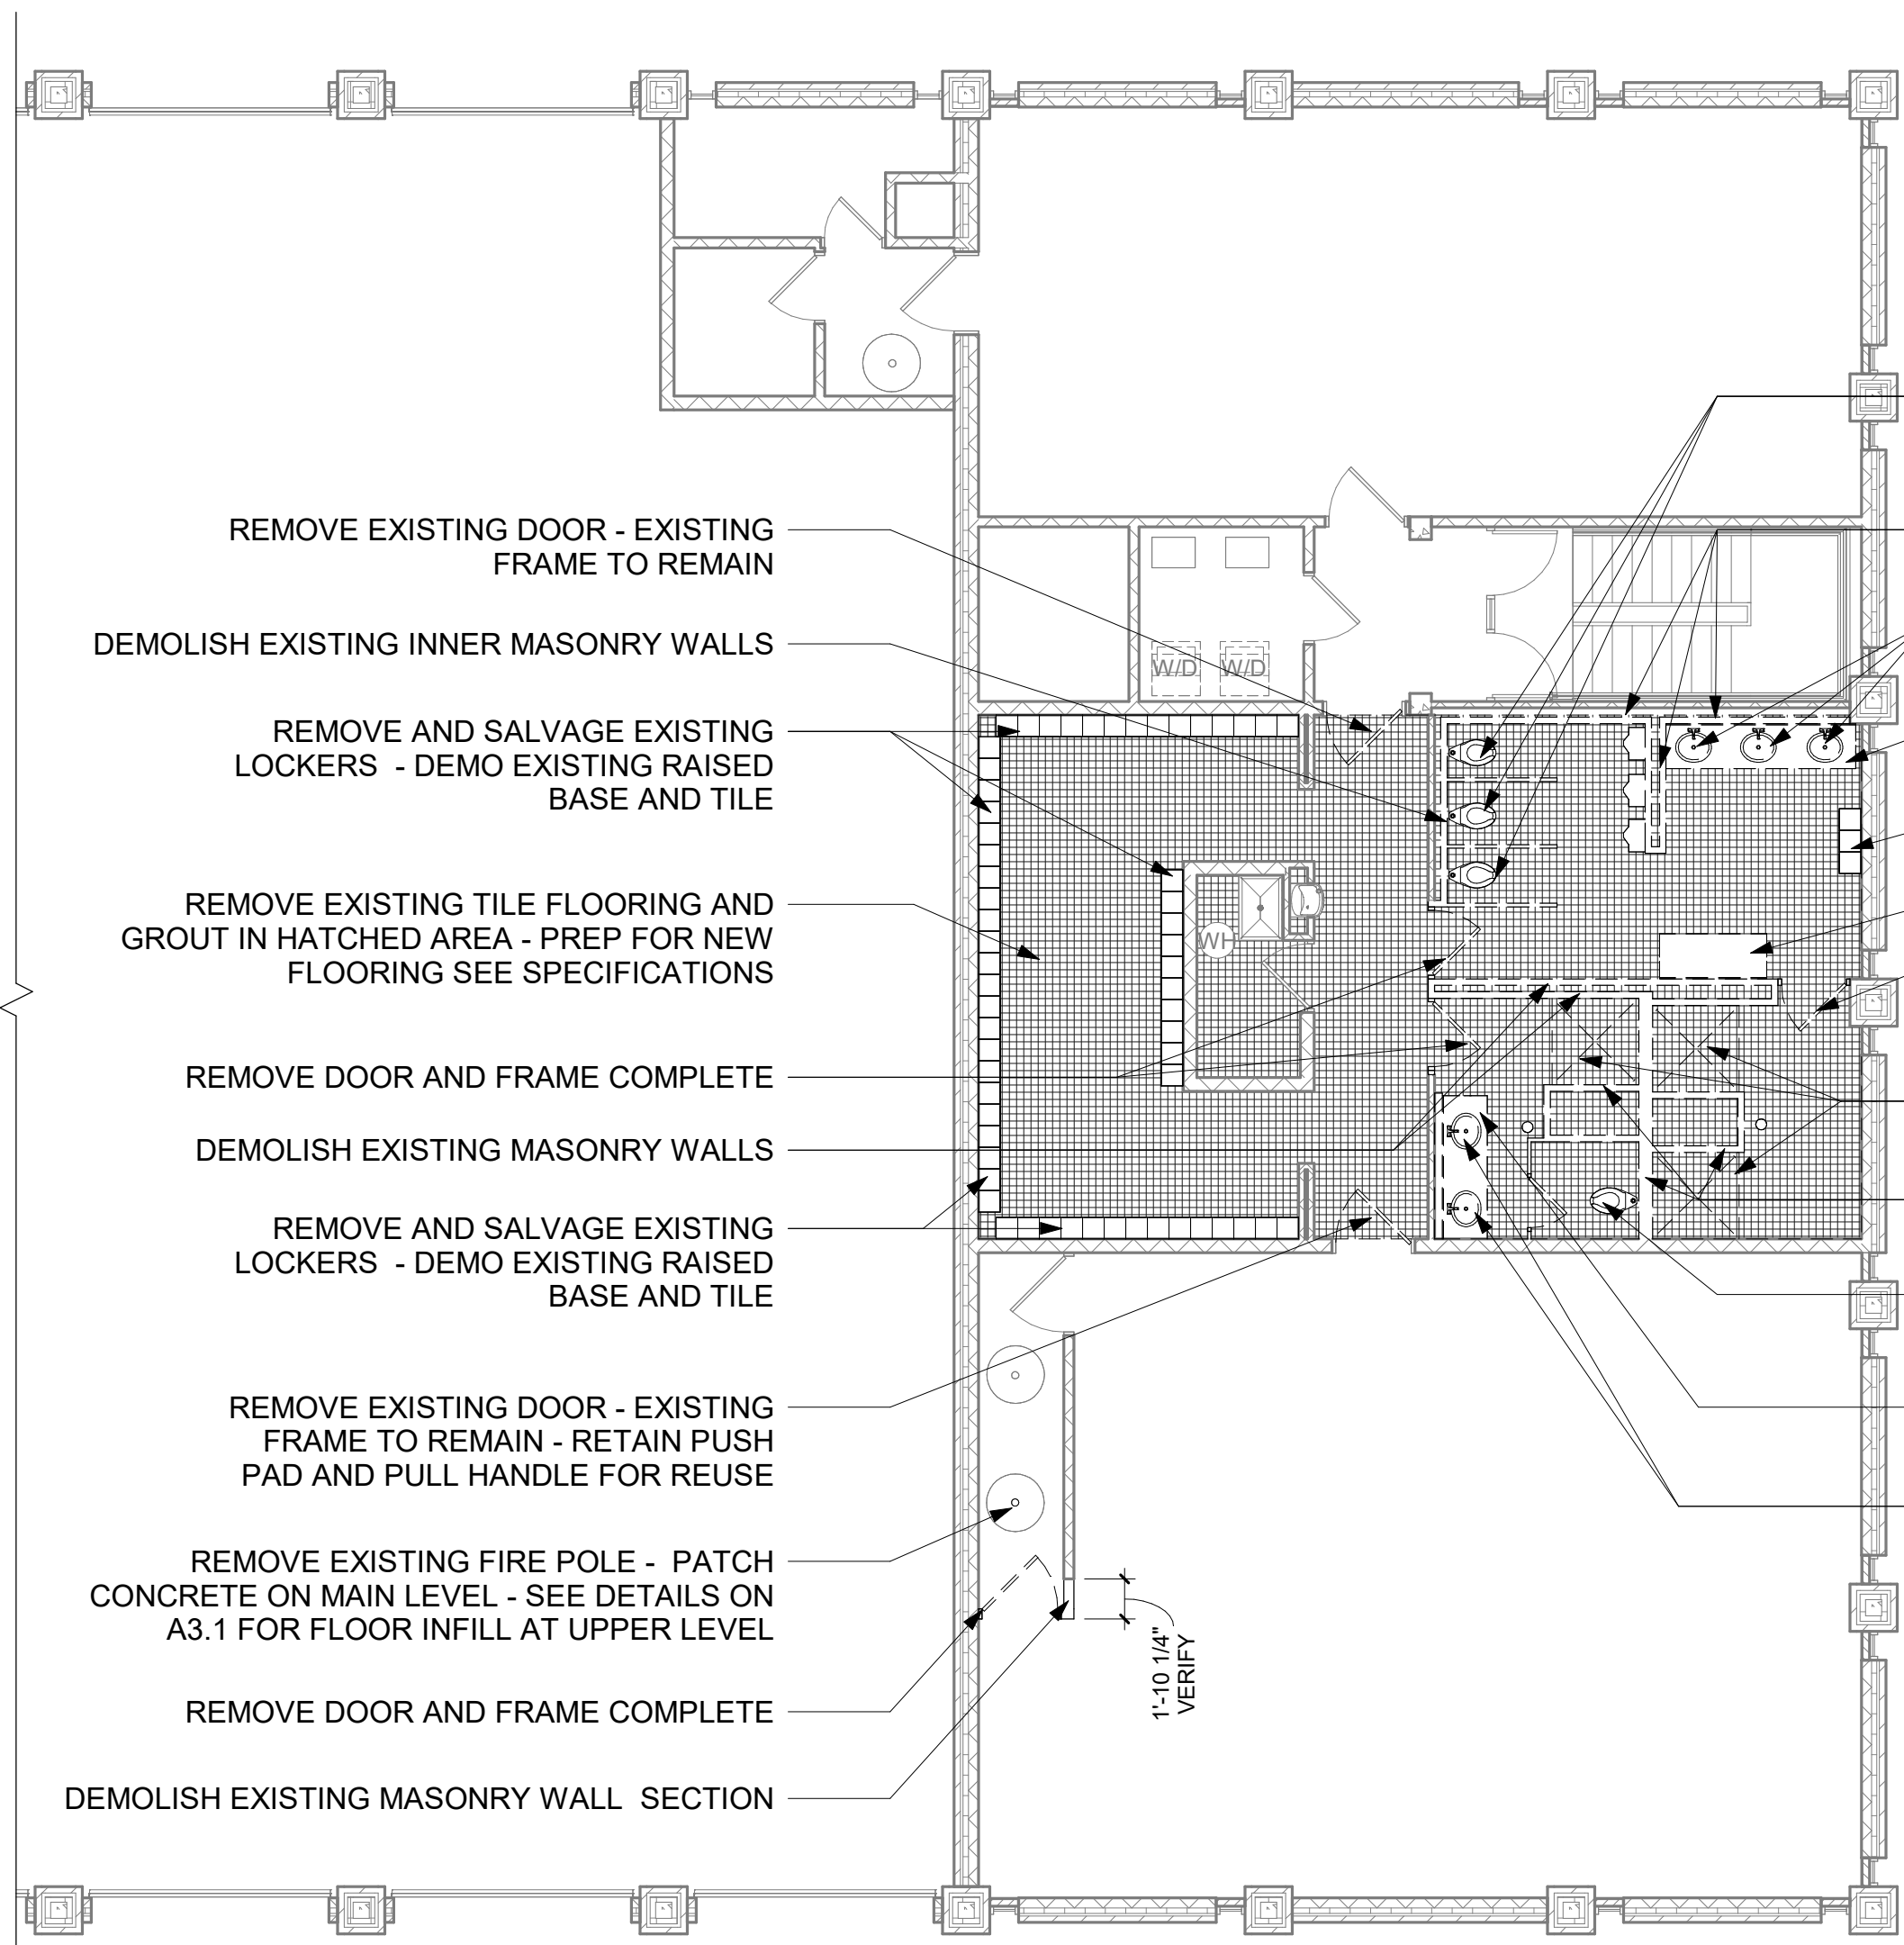 REMOVE EXISTING DOOR - EXISTING
FRAME TO REMAIN
DEMOLISH EXISTING INNER MASONRY WALLS
W/D W/D
REMOVE AND SALVAGE EXISTING
LOCKERS - DEMO EXISTING RAISED
BASE AND TILE
REMOVE EXISTING TILE FLOORING AND
GROUT IN HATCHED AREA - PREP FOR NEW
FLOORING SEE SPECIFICATIONS
WH
REMOVE DOOR AND FRAME COMPLETE
DEMOLISH EXISTING MASONRY WALLS
REMOVE AND SALVAGE EXISTING
LOCKERS - DEMO EXISTING RAISED
BASE AND TILE
REMOVE EXISTING DOOR - EXISTING
FRAME TO REMAIN - RETAIN PUSH
PAD AND PULL HANDLE FOR REUSE
REMOVE EXISTING FIRE POLE - PATCH
CONCRETE ON MAIN LEVEL - SEE DETAILS ON
A3.1 FOR FLOOR INFILL AT UPPER LEVEL
1'-10 1/4"
VERIFY
REMOVE DOOR AND FRAME COMPLETE
DEMOLISH EXISTING MASONRY WALL SECTION